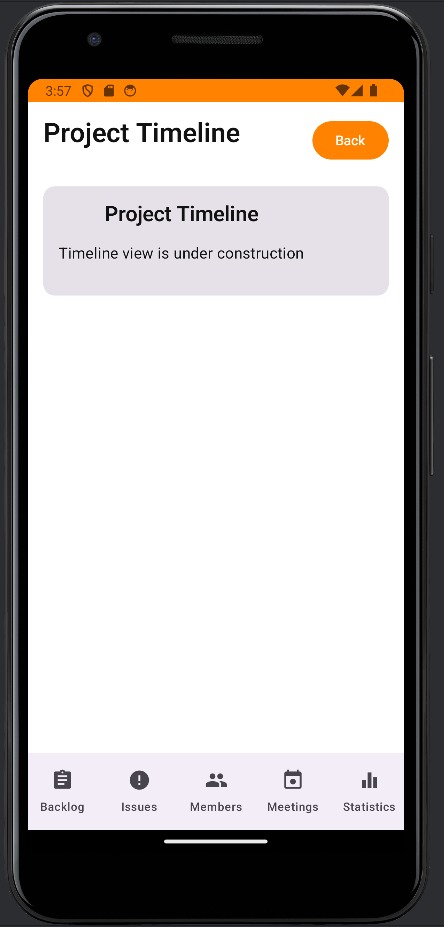 3:57
Project Timeline
Back
Project Timeline
Timeline view is under construction
Backlog Issues Members Meetings Statistics